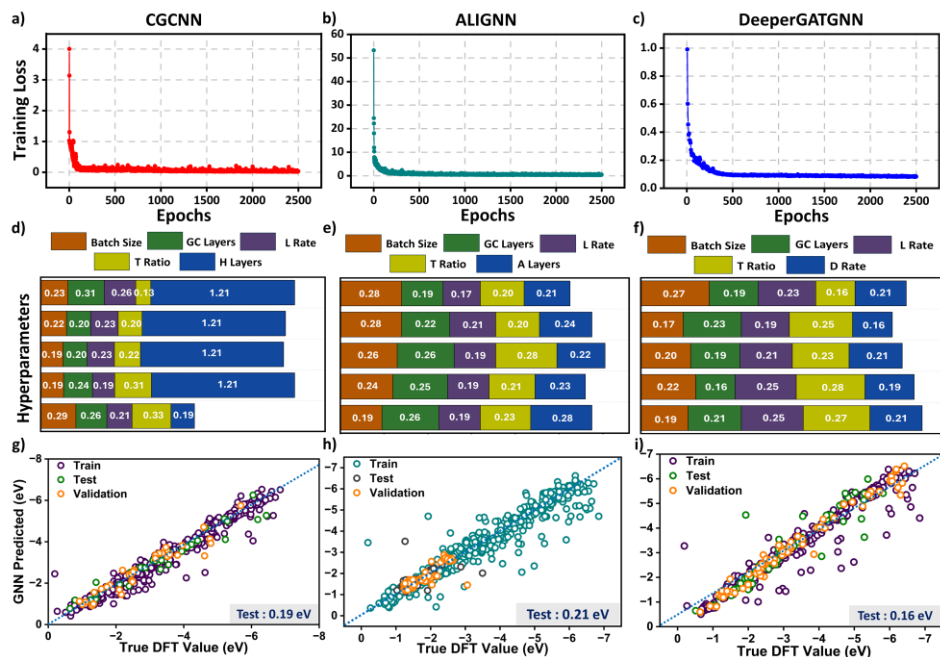 a) CGCNN
b) ALIGNN
c) DeeperGATGNN
Training Loss
4
3
2
1
0
0 500 1000 1500 2000 2500
Epochs
60
50
40
30
20
10
0
0 500 1000 1500 2000 2500
Epochs
1.0
0.8
0.6
0.4
0.2
0.0
0 500 1000 1500 2000 2500
Epochs
d)
Batch Size GC Layers L Rate
T Ratio H Layers
Hyperparameters
0.23 0.31 0.26 0.13 1.21
0.22 0.20 0.23 0.20 1.21
0.19 0.20 0.23 0.22 1.21
0.19 0.24 0.19 0.31 1.21
0.29 0.26 0.21 0.33 0.19
e)
Batch Size GC Layers L Rate
T Ratio A Layers
0.28 0.19 0.17 0.20 0.21
0.28 0.22 0.21 0.20 0.24
0.26 0.26 0.19 0.28 0.22
0.24 0.25 0.19 0.21 0.23
0.19 0.26 0.19 0.23 0.28
f)
Batch Size GC Layers L Rate
T Ratio D Rate
0.27 0.19 0.23 0.16 0.21
0.17 0.23 0.19 0.25 0.16
0.20 0.19 0.21 0.23 0.21
0.22 0.16 0.25 0.28 0.19
0.19 0.21 0.25 0.27 0.21
g)
GNN Predicted (eV)
−8
−6
−4
−2
0
Train
Test
Validation
Test : 0.19 eV
0 −2 −4 −6 −8
True DFT Value (eV)
h)
−7
−6
−5
−4
−3
−2
−1
0
Train
Test
Validation
Test : 0.21 eV
0 −1 −2 −3 −4 −5 −6 −7
True DFT Value (eV)
i)
−7
−6
−5
−4
−3
−2
−1
0
Train
Test
Validation
Test : 0.16 eV
0 −1 −2 −3 −4 −5 −6 −7
True DFT Value (eV)